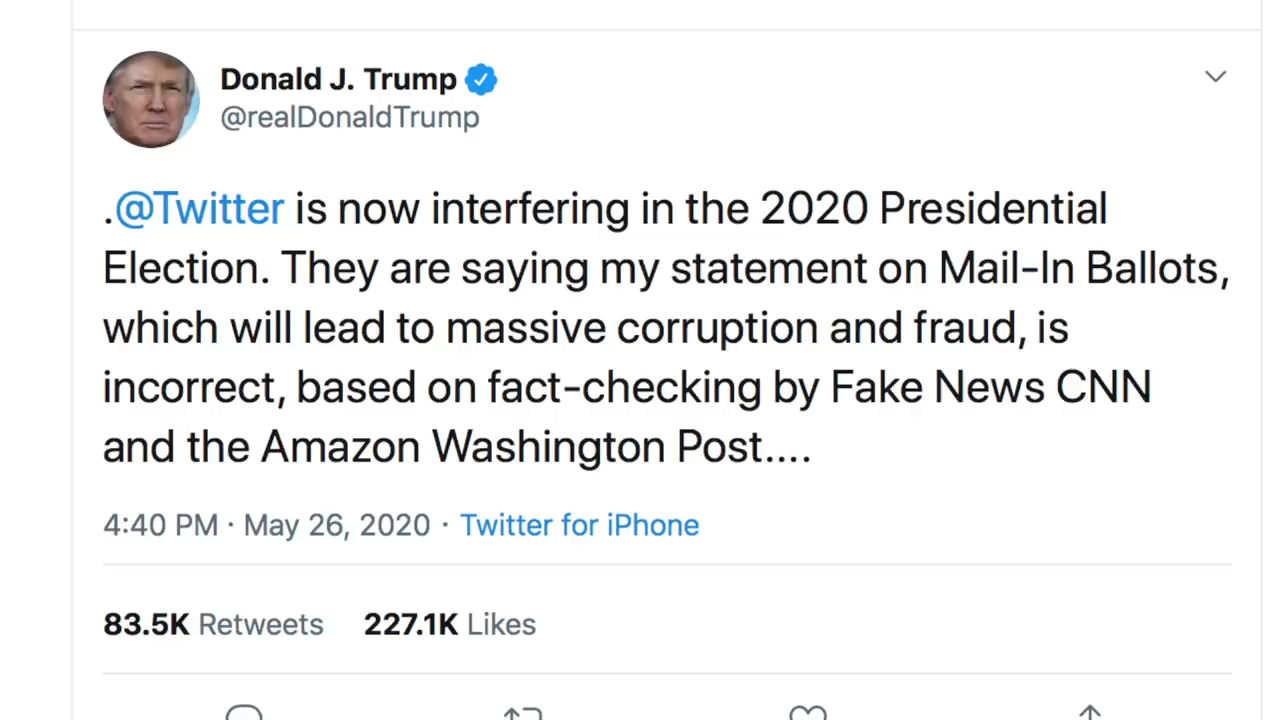 Donald J. Trump
@realDonaldTrump
.@Twitter is now interfering in the 2020 Presidential
Election. They are saying my statement on Mail-In Ballots,
which will lead to massive corruption and fraud, is
incorrect, based on fact-checking by Fake News CNN
and the Amazon Washington Post....
4:40 PM · May 26, 2020 · Twitter for iPhone
83.5K Retweets 227.1K Likes